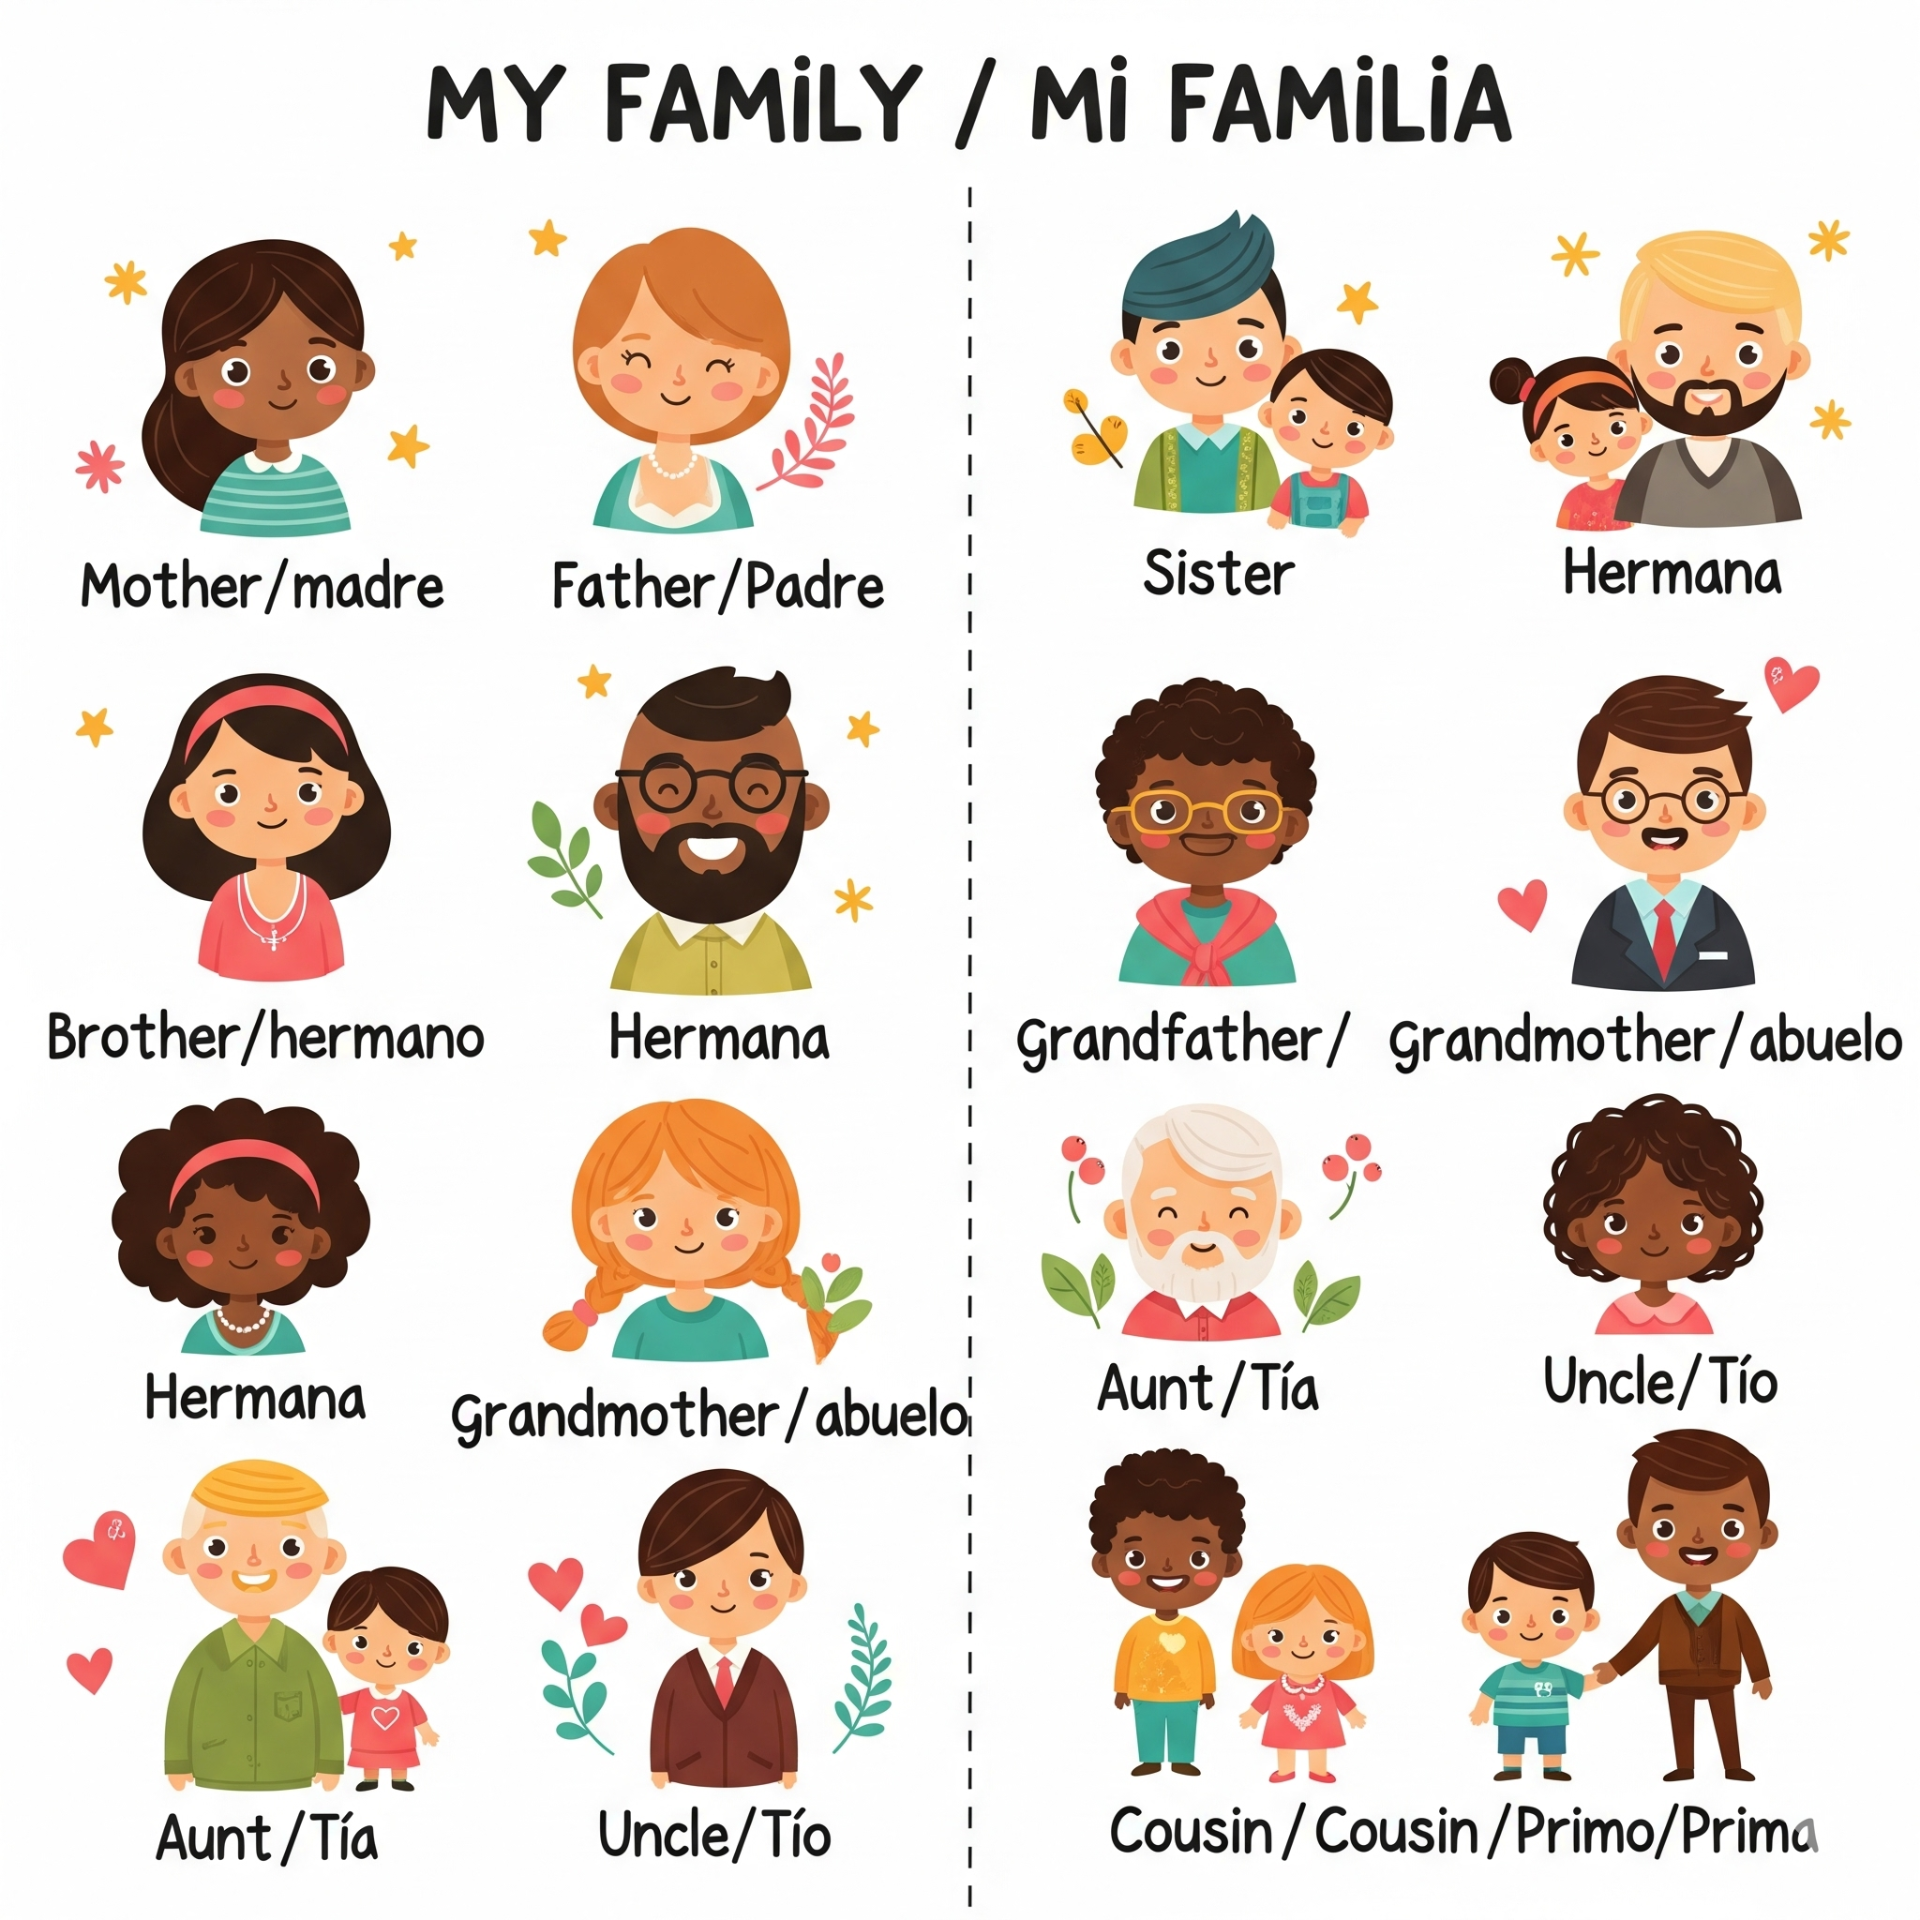 MY FAMiLY / Mi FAMiLiA
Mother/madre
Father/Padre
Sister
Hermana
Brother/hermano
Hermana
Grandfather/
Grandmother/abuelo
Hermana
Grandmother/abuelo
Aunt/Tía
Uncle/Tío
Aunt/Tía
Uncle/Tío
Cousin/Cousin/Primo/Prima